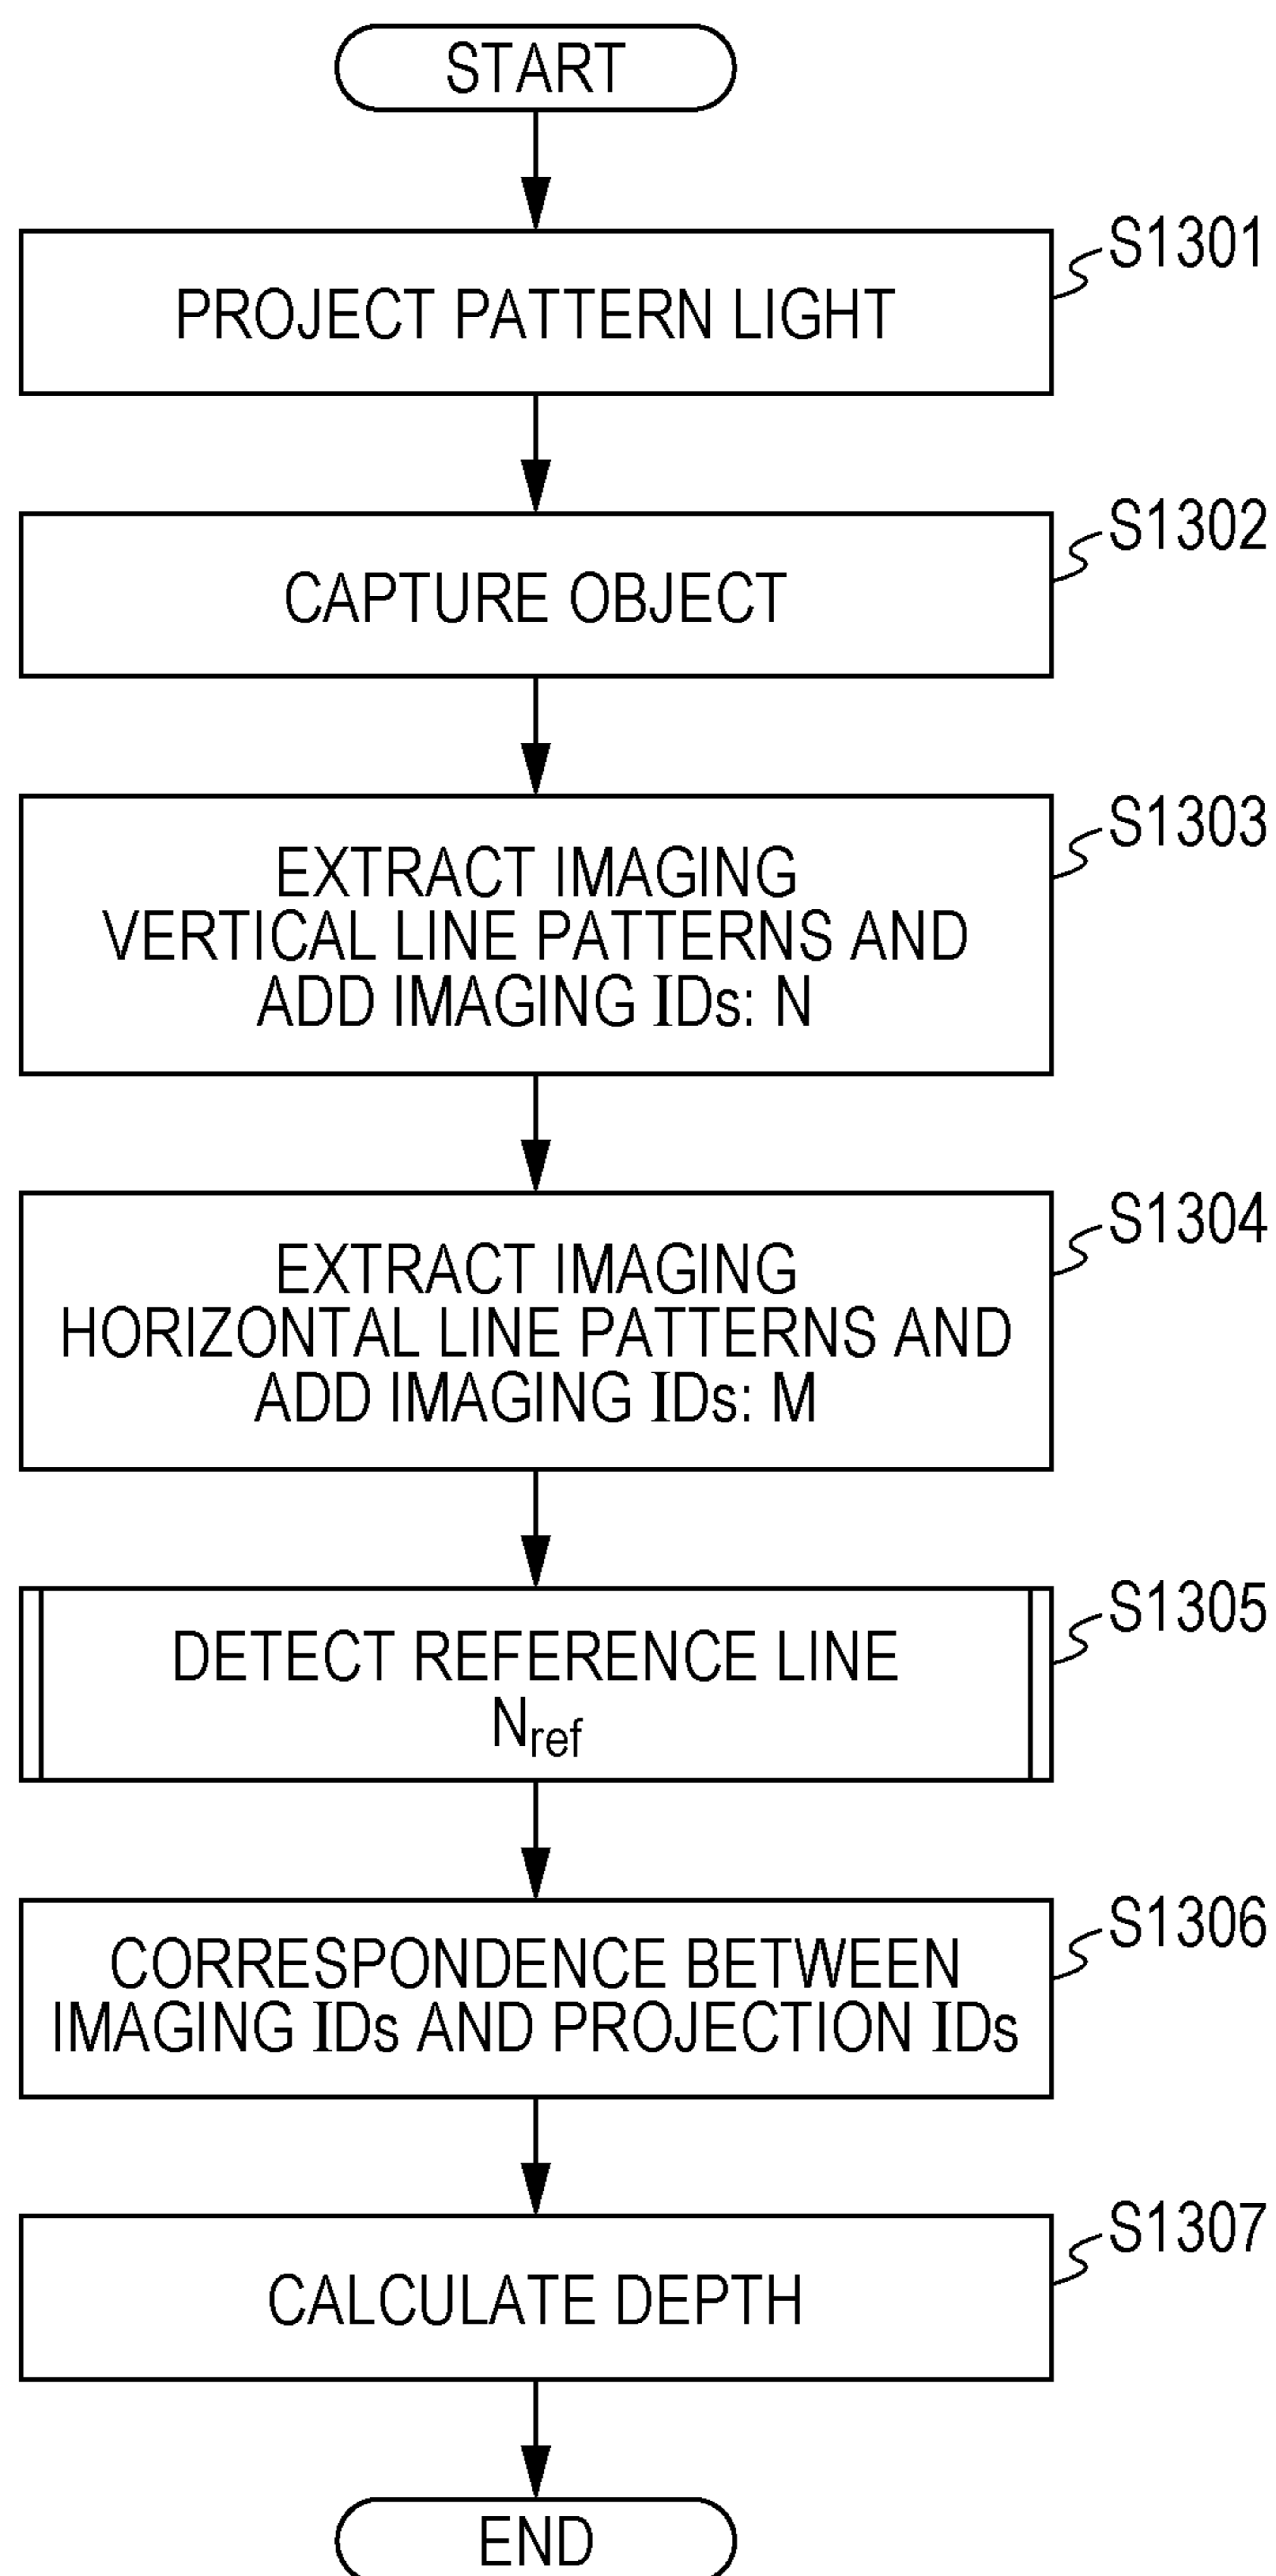 START
S1301
PROJECT PATTERN LIGHT
S1302
CAPTURE OBJECT
S1303
EXTRACT IMAGING
VERTICAL LINE PATTERNS AND
ADD IMAGING IDs: N
S1304
EXTRACT IMAGING
HORIZONTAL LINE PATTERNS AND
ADD IMAGING IDs: M
S1305
DETECT REFERENCE LINE
Nref
S1306
CORRESPONDENCE BETWEEN
IMAGING IDs AND PROJECTION IDs
S1307
CALCULATE DEPTH
END